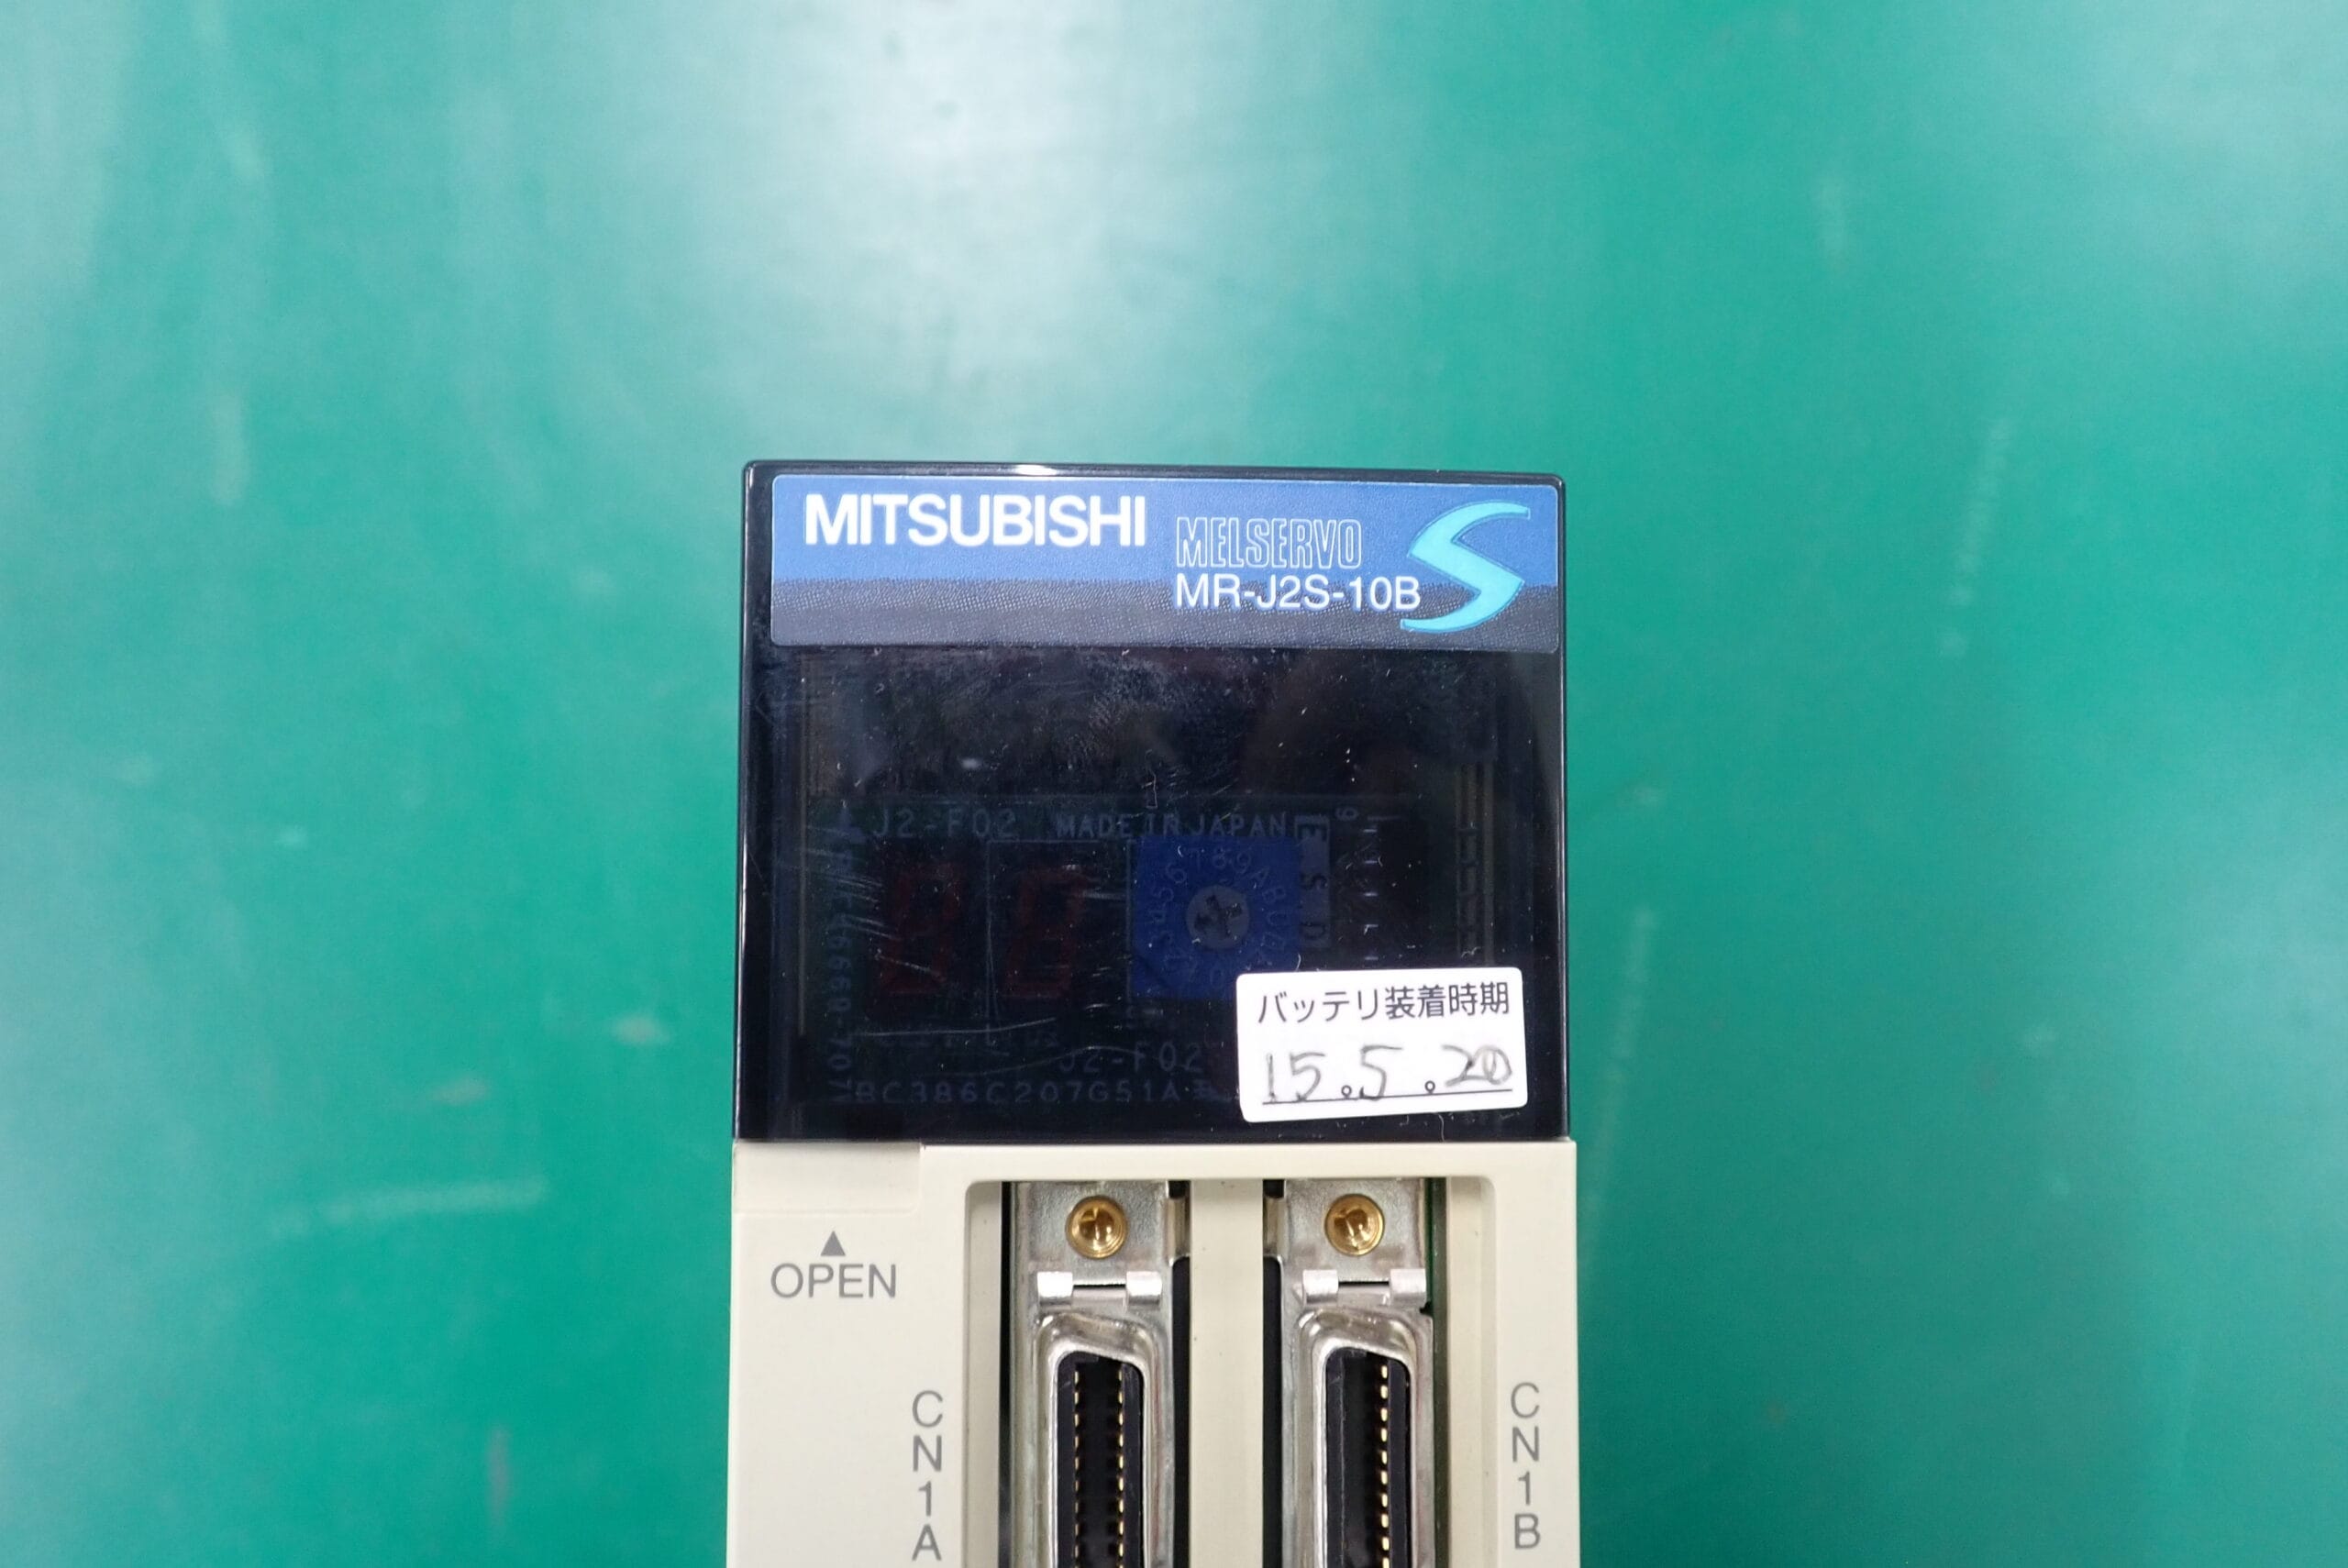 MITSUBISHI
MELSERVO
MR-J2S-10B
J2-F02 MADE IN JAPAN
J2-F02
BC386C207G51A
バッテリ装着時期
15.5.20
▲
OPEN
CN1A
CN1B